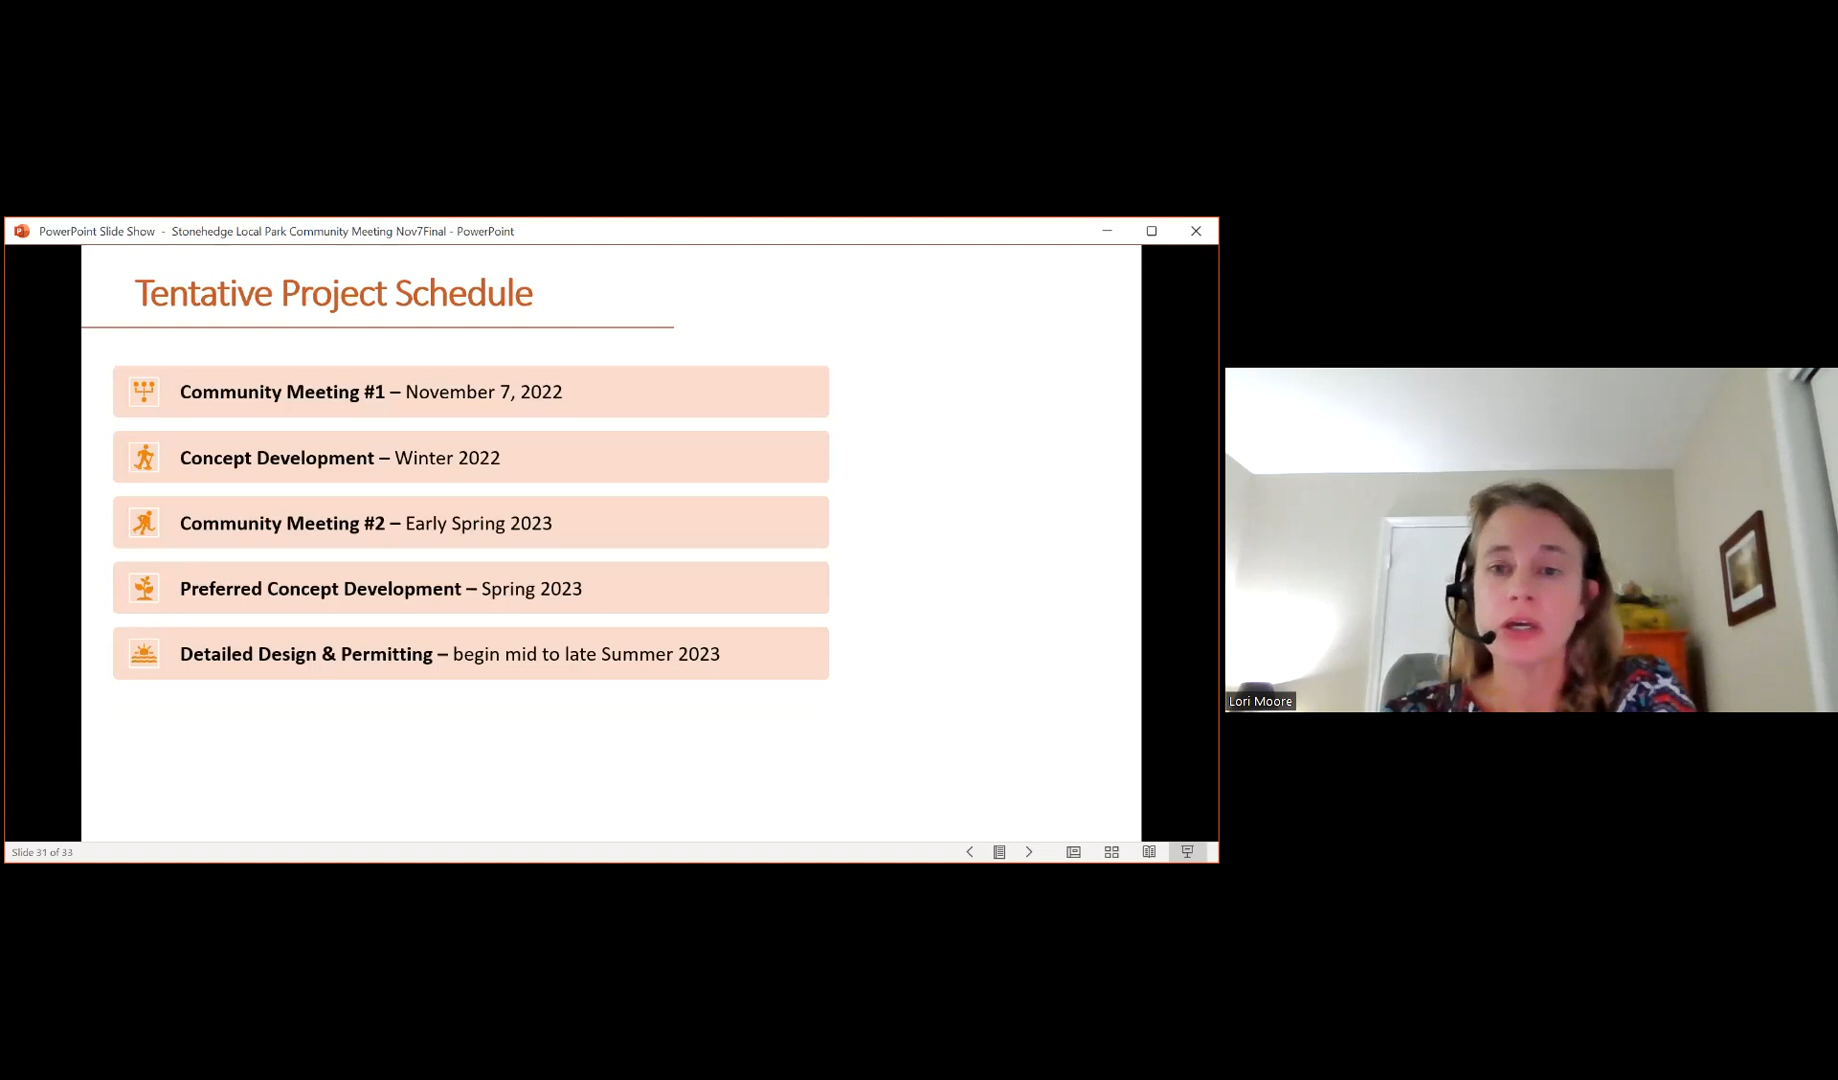 PowerPoint Slide Show - Stonehedge Local Park Community Meeting Nov7Final - PowerPoint
Tentative Project Schedule
Community Meeting #1 – November 7, 2022
Concept Development – Winter 2022
Community Meeting #2 – Early Spring 2023
Preferred Concept Development – Spring 2023
Detailed Design & Permitting – begin mid to late Summer 2023
Slide 31 of 33
Lori Moore